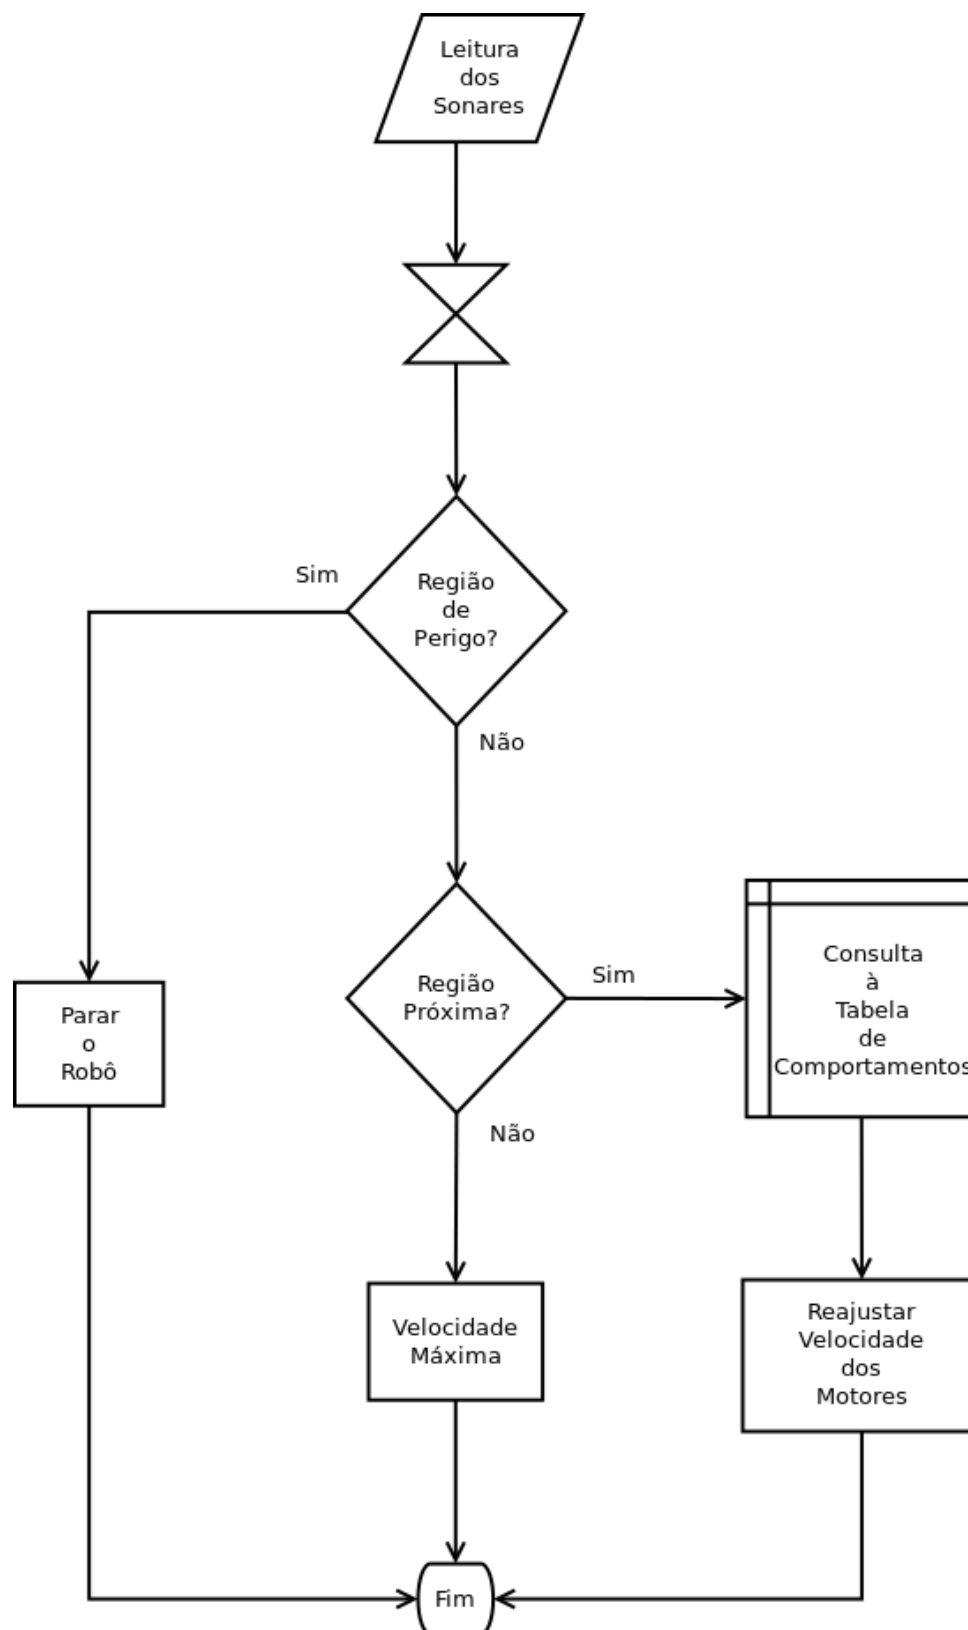 Leitura
dos
Sonares
Sim
Região
de
Perigo?
Não
Parar
o
Robô
Região
Próxima?
Sim
Não
Consulta
à
Tabela
de
Comportamentos
Velocidade
Máxima
Reajustar
Velocidade
dos
Motores
Fim